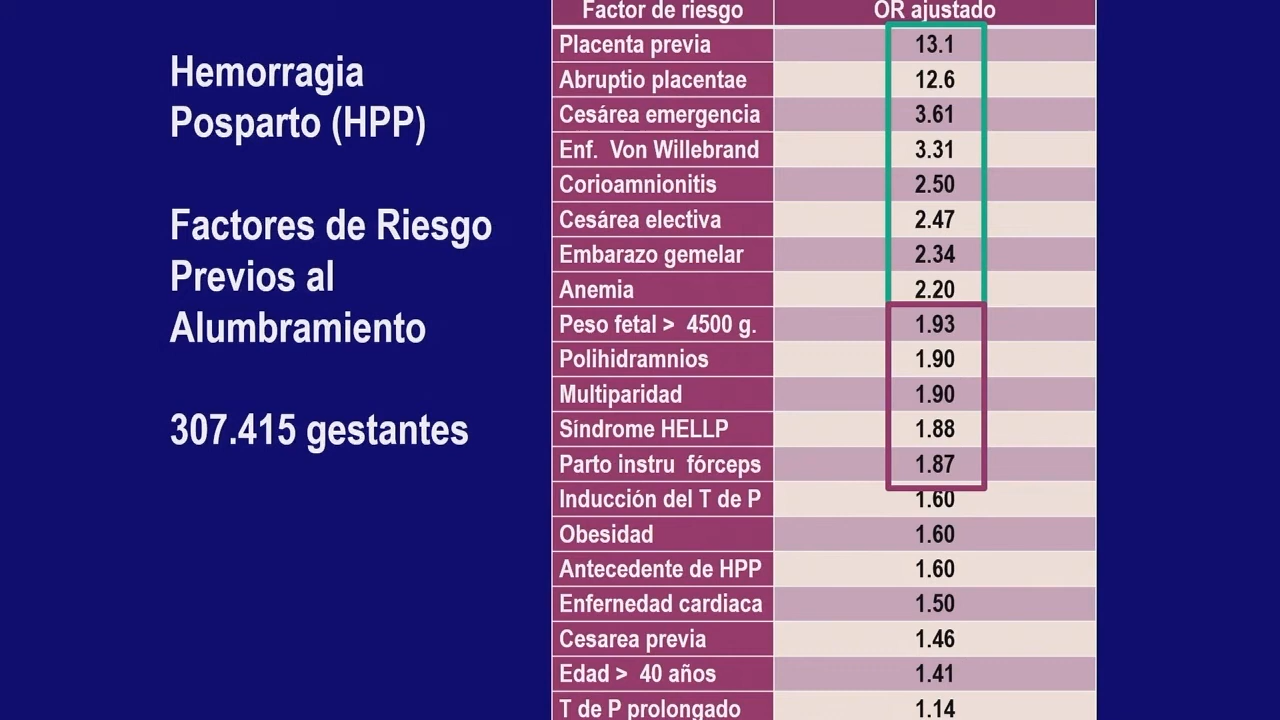 Hemorragia
Posparto (HPP)
Factores de Riesgo
Previos al
Alumbramiento
307.415 gestantes
Factor de riesgo OR ajustado
Placenta previa 13.1
Abruptio placentae 12.6
Cesárea emergencia 3.61
Enf. Von Willebrand 3.31
Corioamnionitis 2.50
Cesárea electiva 2.47
Embarazo gemelar 2.34
Anemia 2.20
Peso fetal > 4500 g. 1.93
Polihidramnios 1.90
Multiparidad 1.90
Síndrome HELLP 1.88
Parto instru fórceps 1.87
Inducción del T de P 1.60
Obesidad 1.60
Antecedente de HPP 1.60
Enfermedad cardiaca 1.50
Cesarea previa 1.46
Edad > 40 años 1.41
T de P prolongado 1.14